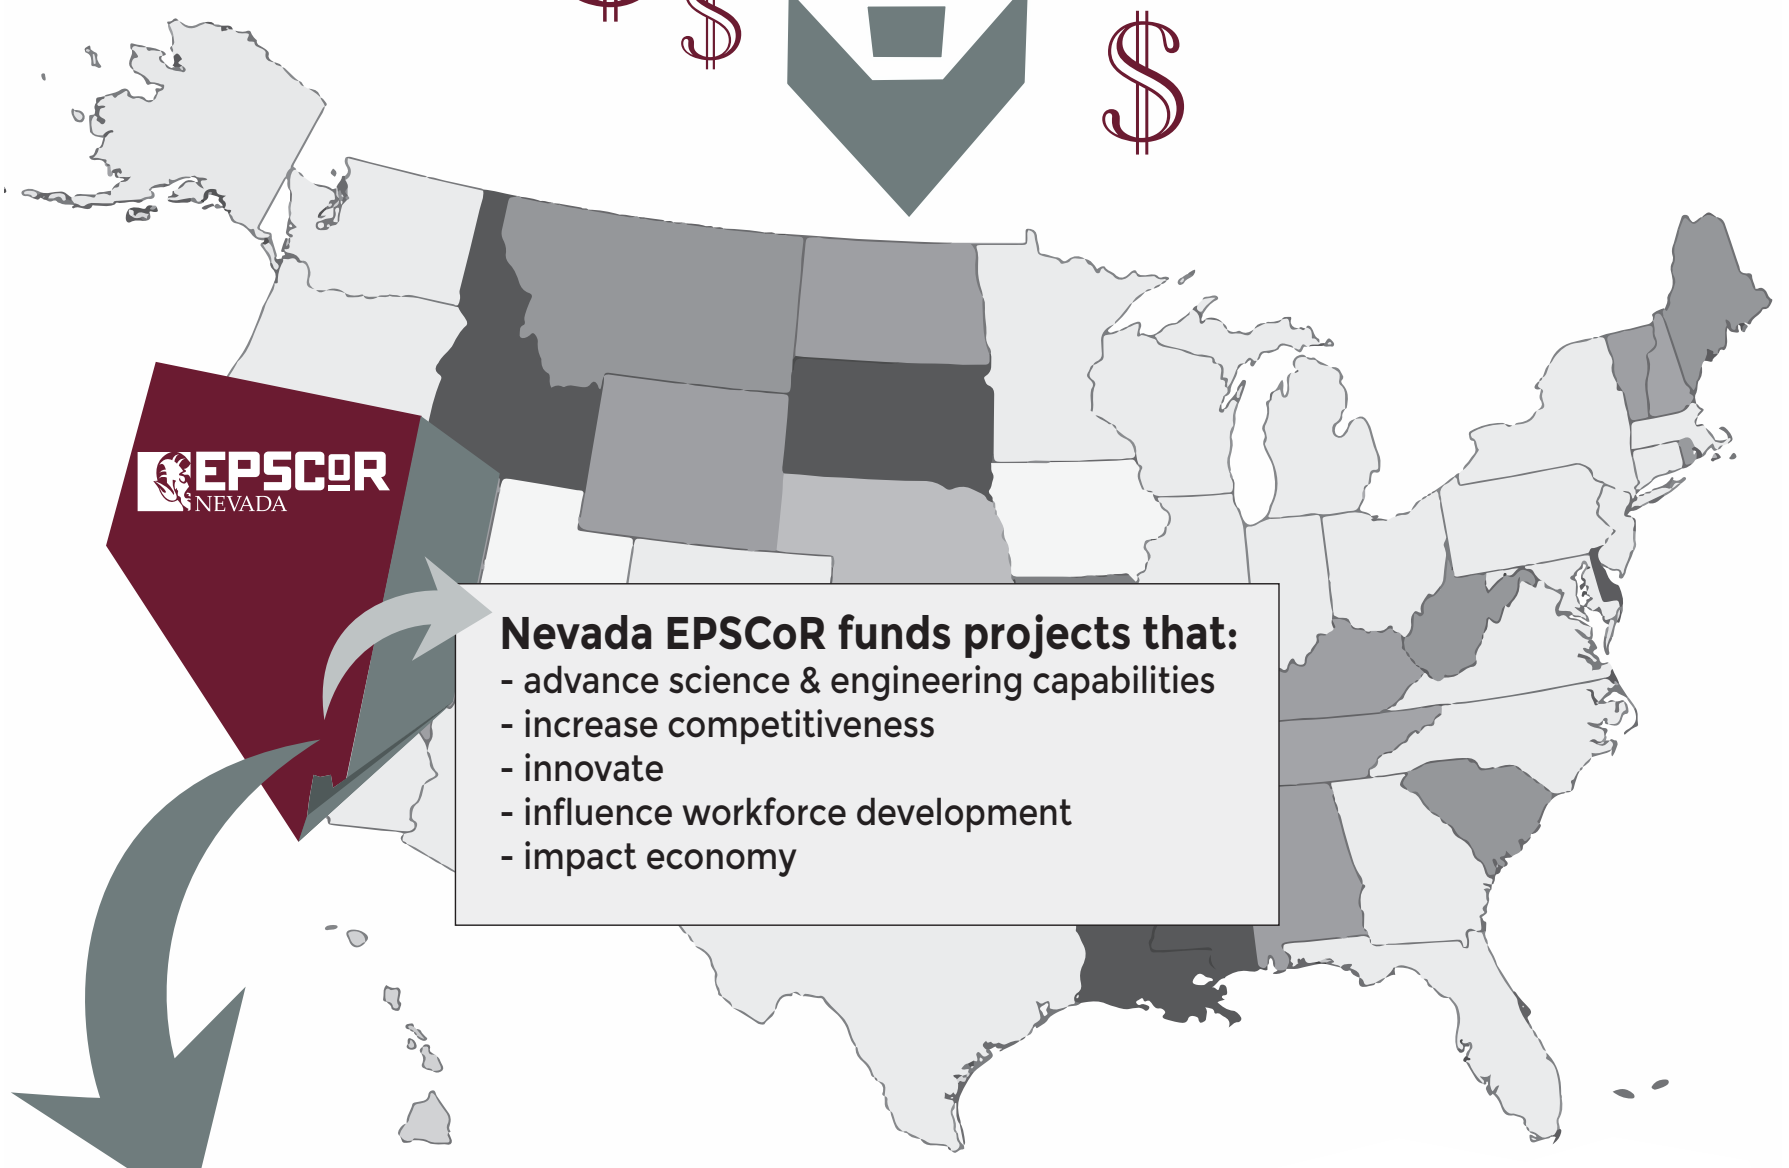 $
$
$
EPSCoR
NEVADA
Nevada EPSCoR funds projects that:
- advance science & engineering capabilities
- increase competitiveness
- innovate
- influence workforce development
- impact economy